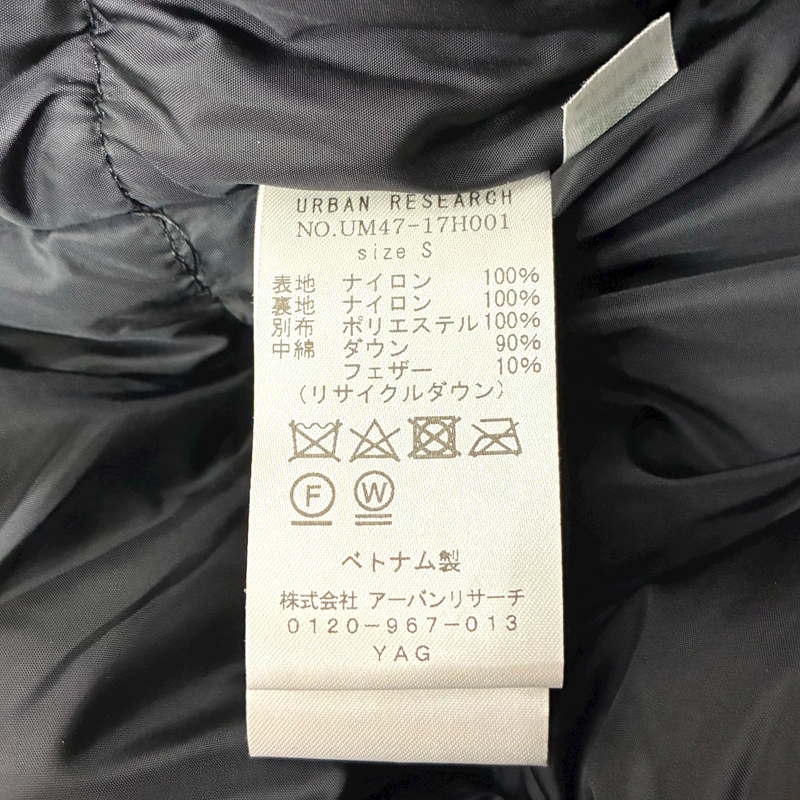 URBAN RESEARCH
NO.UM47-17H001
size S
表地 ナイロン 100%
裏地 ナイロン 100%
別布 ポリエステル 100%
中綿 ダウン 90%
フェザー 10%
(リサイクルダウン)
F W
ベトナム製
株式会社 アーバンリサーチ
0120-967-013
YAG